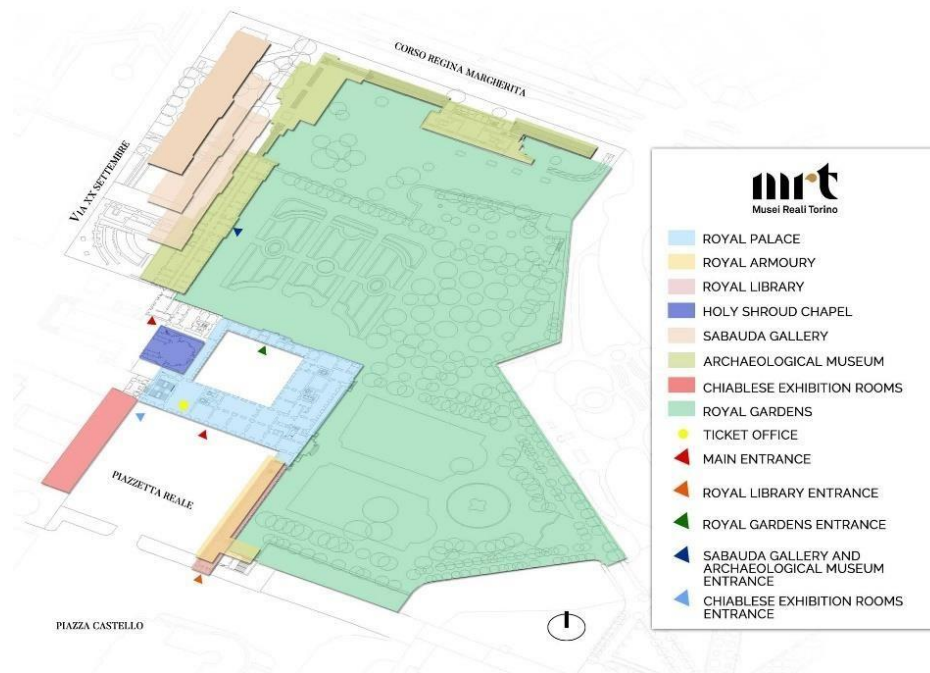 CORSO REGINA MARGHERITA
VIA XX SETTEMBRE
PIAZZETTA REALE
PIAZZA CASTELLO
mrt
Musei Reali Torino
ROYAL PALACE
ROYAL ARMOURY
ROYAL LIBRARY
HOLY SHROUD CHAPEL
SABAUDA GALLERY
ARCHAEOLOGICAL MUSEUM
CHIABLESE EXHIBITION ROOMS
ROYAL GARDENS
TICKET OFFICE
MAIN ENTRANCE
ROYAL LIBRARY ENTRANCE
ROYAL GARDENS ENTRANCE
SABAUDA GALLERY AND
ARCHAEOLOGICAL MUSEUM
ENTRANCE
CHIABLESE EXHIBITION ROOMS
ENTRANCE